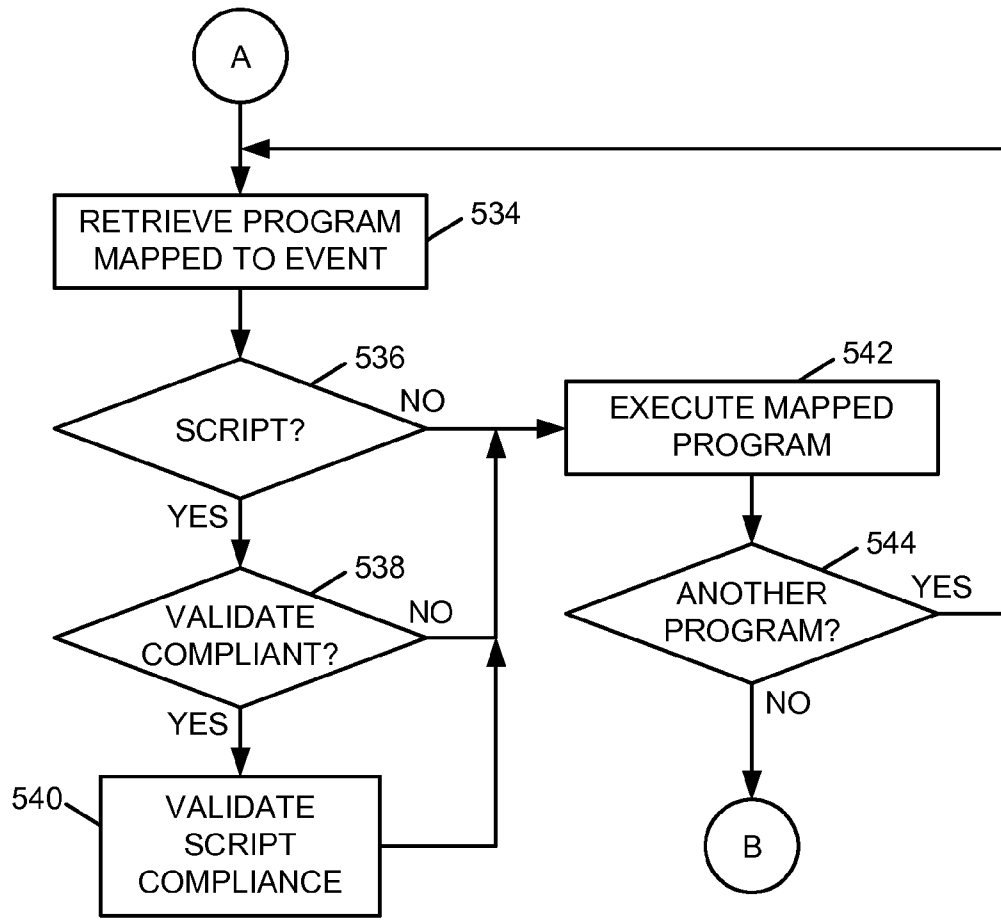 A
RETRIEVE PROGRAM
MAPPED TO EVENT
534
536
SCRIPT?
NO
YES
538
VALIDATE
COMPLIANT?
NO
YES
540
VALIDATE
SCRIPT
COMPLIANCE
542
EXECUTE MAPPED
PROGRAM
544
ANOTHER
PROGRAM?
YES
NO
B